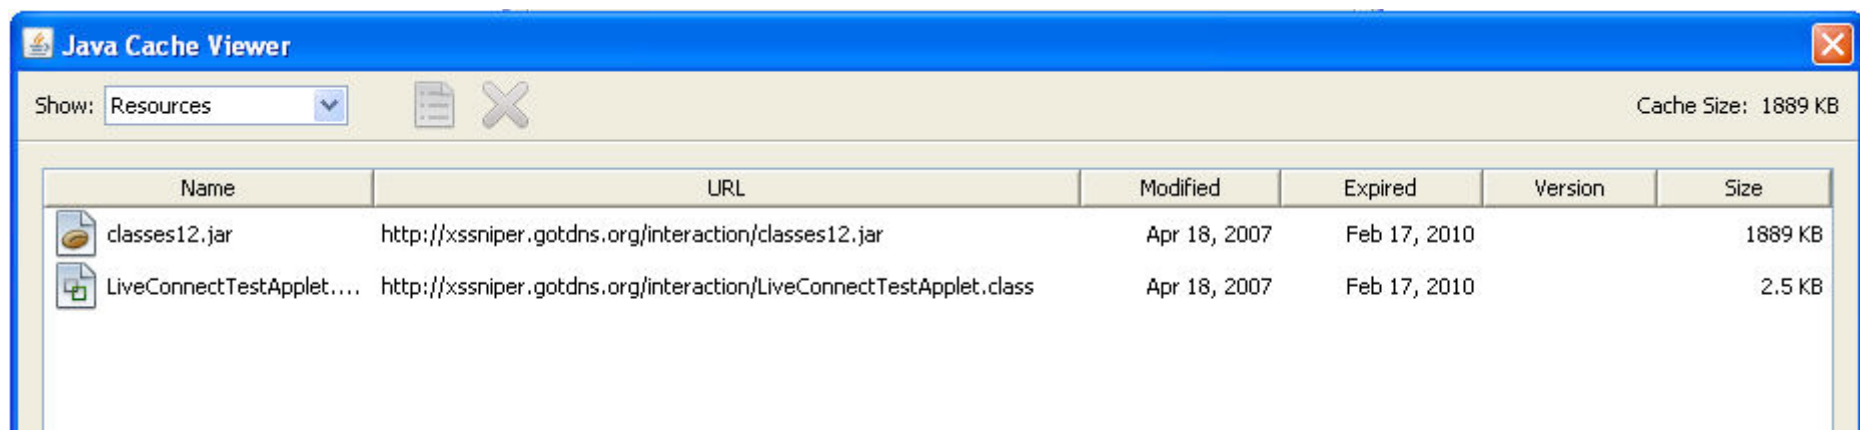 Java Cache Viewer
Show: Resources Cache Size: 1889 KB
Name URL Modified Expired Version Size
classes12.jar http://xssniper.gotdns.org/interaction/classes12.jar Apr 18, 2007 Feb 17, 2010 1889 KB
LiveConnectTestApplet.... http://xssniper.gotdns.org/interaction/LiveConnectTestApplet.class Apr 18, 2007 Feb 17, 2010 2.5 KB